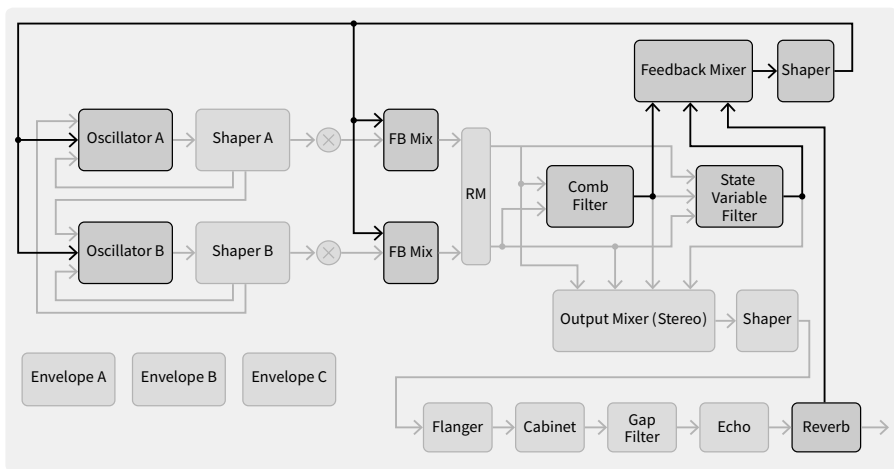 Feedback Mixer
Shaper
Oscillator A
Shaper A
FB Mix
RM
Comb
Filter
State
Variable
Filter
Oscillator B
Shaper B
FB Mix
Output Mixer (Stereo)
Shaper
Envelope A
Envelope B
Envelope C
Flanger
Cabinet
Gap
Filter
Echo
Reverb